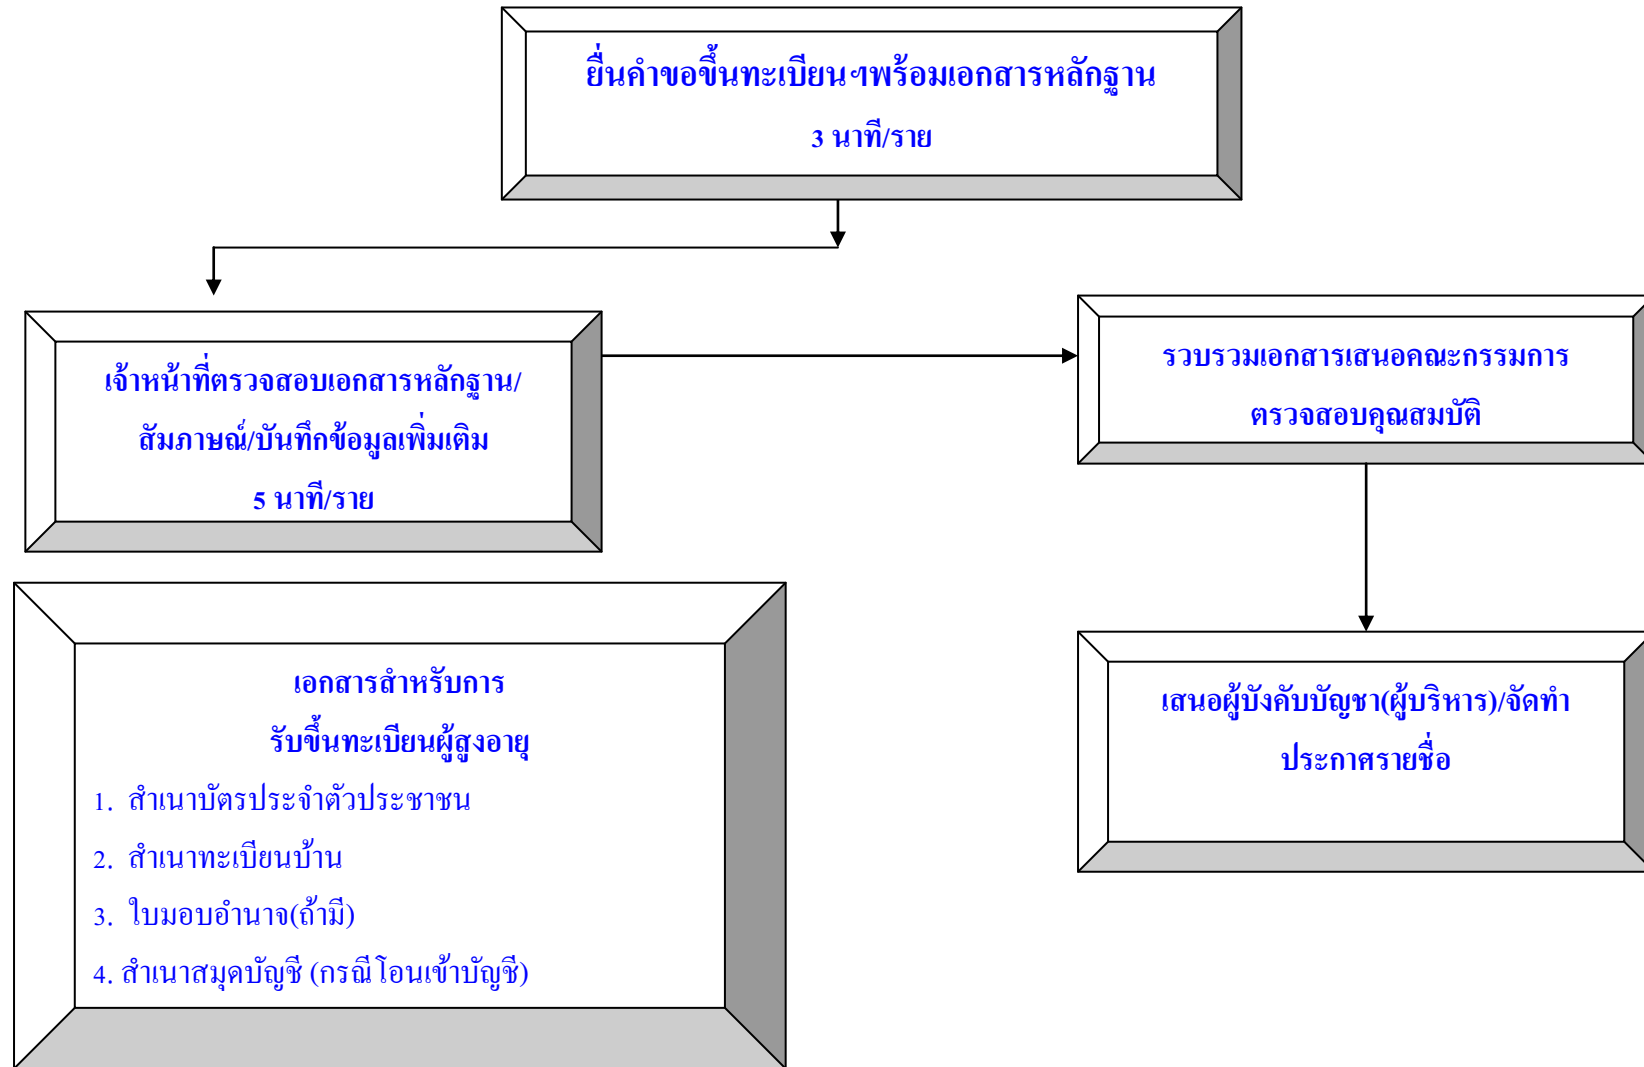 ยื่นคำขอขึ้นทะเบียนฯพร้อมเอกสารหลักฐาน
3 นาที/ราย
เจ้าหน้าที่ตรวจสอบเอกสารหลักฐาน/
สัมภาษณ์/บันทึกข้อมูลเพิ่มเติม
5 นาที/ราย
รวบรวมเอกสารเสนอคณะกรรมการ
ตรวจสอบคุณสมบัติ
เสนอผู้บังคับบัญชา(ผู้บริหาร)/จัดทำ
ประกาศรายชื่อ
เอกสารสำหรับการ
รับขึ้นทะเบียนผู้สูงอายุ
1. สำเนาบัตรประจำตัวประชาชน
2. สำเนาทะเบียนบ้าน
3. ใบมอบอำนาจ(ถ้ามี)
4. สำเนาสมุดบัญชี (กรณีโอนเข้าบัญชี)